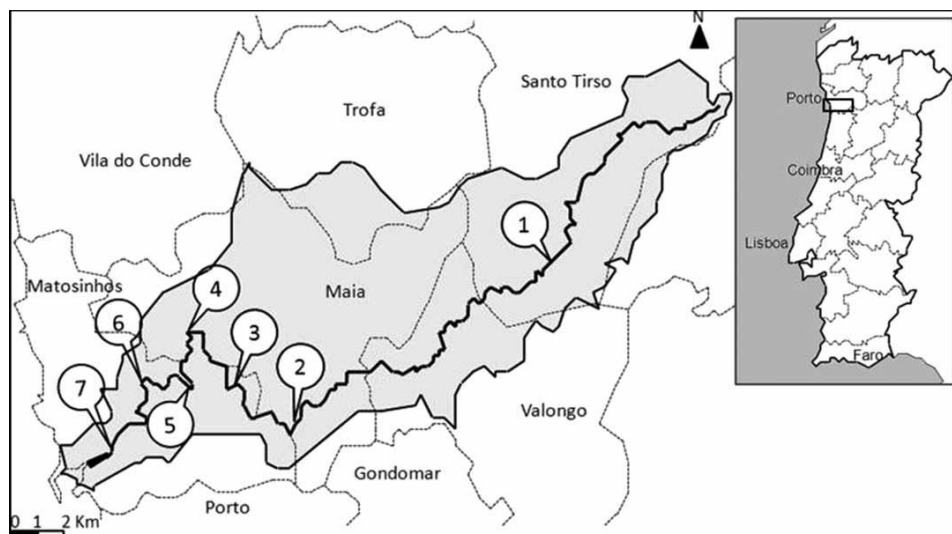 N
Santo Tirso
Trofa
Vila do Conde
Matosinhos
Maia
Valongo
Gondomar
Porto
1
2
3
4
5
6
7
0 1 2 Km
Porto
Coimbra
Lisboa
Faro